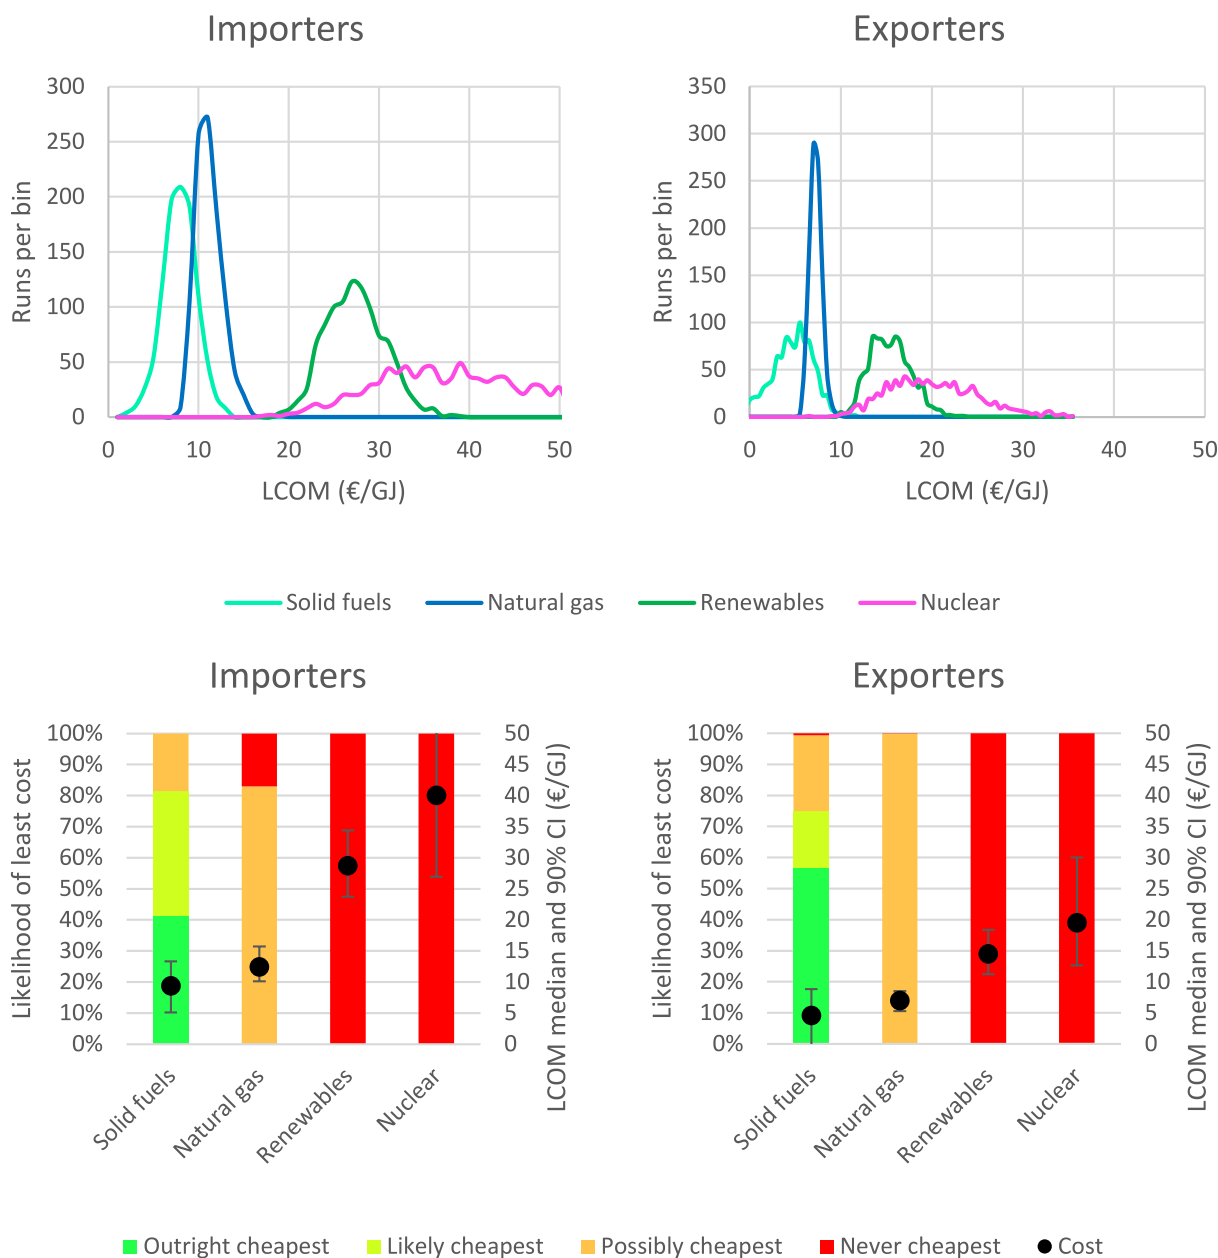 Importers
Exporters
300
250
200
150
100
50
0
Runs per bin
0 10 20 30 40 50
LCOM (€/GJ)
350
300
250
200
150
100
50
0
Runs per bin
0 10 20 30 40 50
LCOM (€/GJ)
Solid fuels Natural gas Renewables Nuclear
Importers
Exporters
100%
90%
80%
70%
60%
50%
40%
30%
20%
10%
0%
Likelihood of least cost
50
45
40
35
30
25
20
15
10
5
0
LCOM median and 90% CI (€/GJ)
Solid fuels
Natural gas
Renewables
Nuclear
100%
90%
80%
70%
60%
50%
40%
30%
20%
10%
0%
Likelihood of least cost
50
45
40
35
30
25
20
15
10
5
0
LCOM median and 90% CI (€/GJ)
Solid fuels
Natural gas
Renewables
Nuclear
Outright cheapest Likely cheapest Possibly cheapest Never cheapest Cost